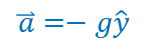 a⃗ = − gŷ